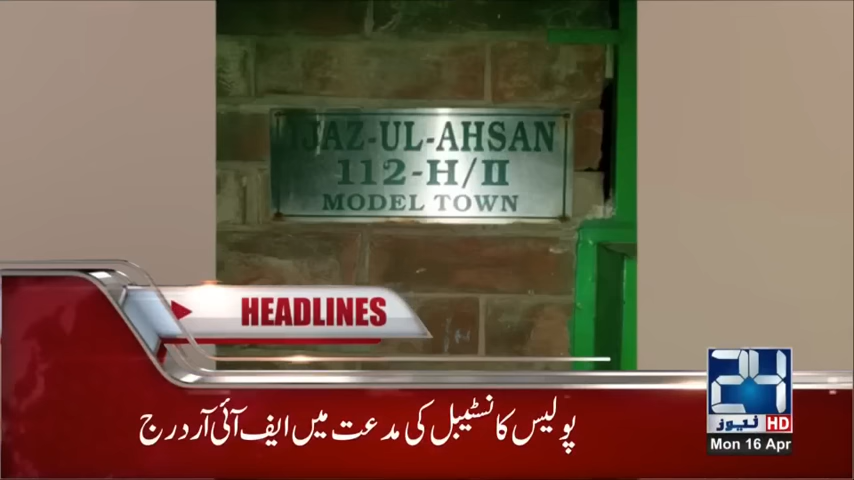 IJAZ-UL-AHSAN
112-H/II
MODEL TOWN
HEADLINES
پولیس کانسٹیبل کی مدعت میں ایف آئی آر درج
24
نیوز HD
Mon 16 Apr